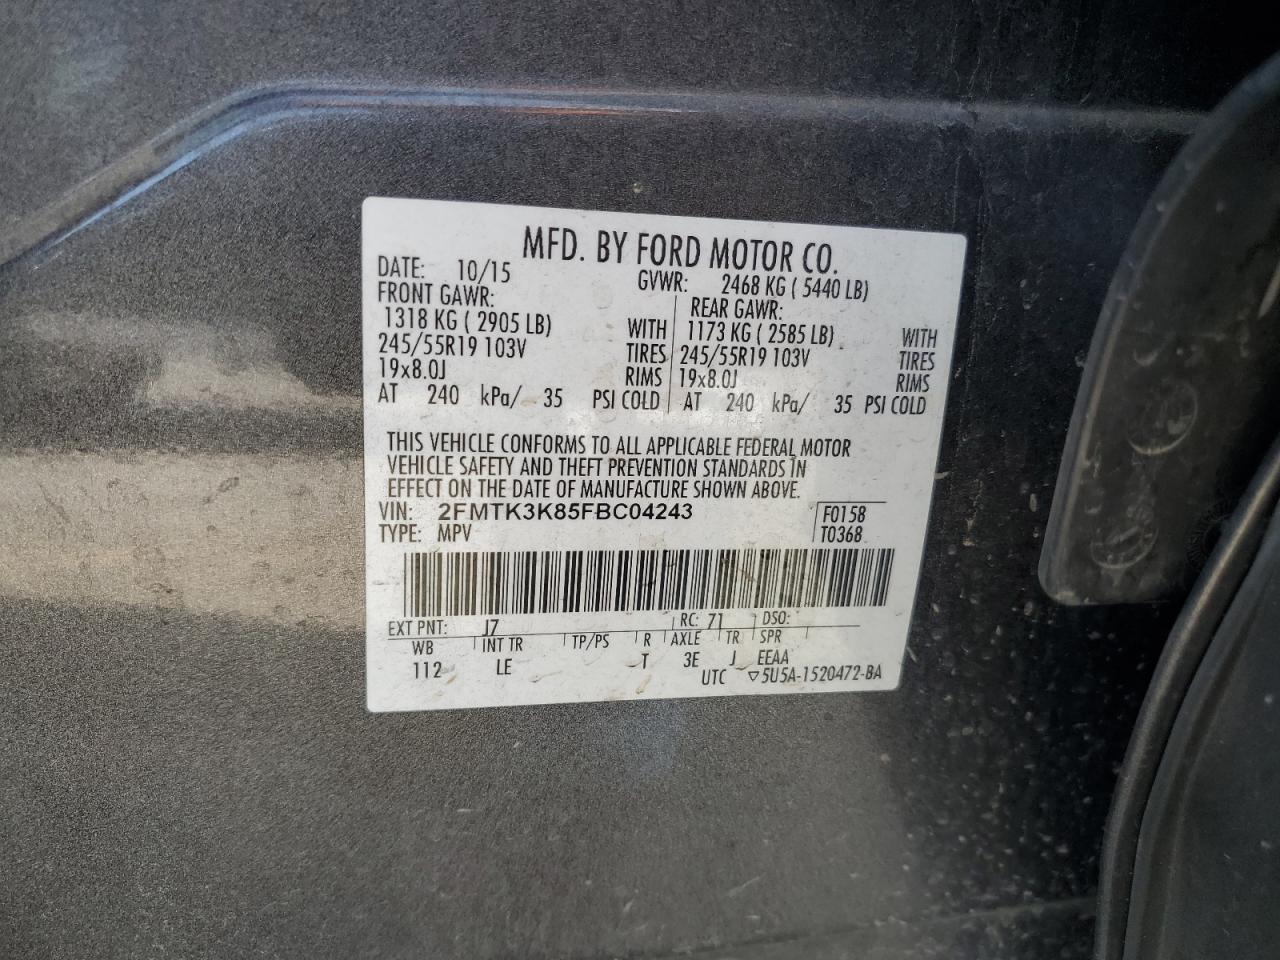 MFD. BY FORD MOTOR CO.
DATE: 10/15 GVWR: 2468 KG ( 5440 LB)
FRONT GAWR: REAR GAWR:
1318 KG ( 2905 LB) WITH 1173 KG ( 2585 LB) WITH
245/55R19 103V TIRES 245/55R19 103V TIRES
19x8.0J RIMS 19x8.0J RIMS
AT 240 kPa/ 35 PSI COLD AT 240 kPa/ 35 PSI COLD
THIS VEHICLE CONFORMS TO ALL APPLICABLE FEDERAL MOTOR
VEHICLE SAFETY AND THEFT PREVENTION STANDARDS IN
EFFECT ON THE DATE OF MANUFACTURE SHOWN ABOVE.
VIN: 2FMTK3K85FBC04243 F0158
TYPE: MPV T0368
EXT PNT: J7 RC: 71 DSO:
WB INT TR TP/PS R AXLE TR SPR
112 LE T 3E J EEAA
UTC ▽5U5A-1520472-BA